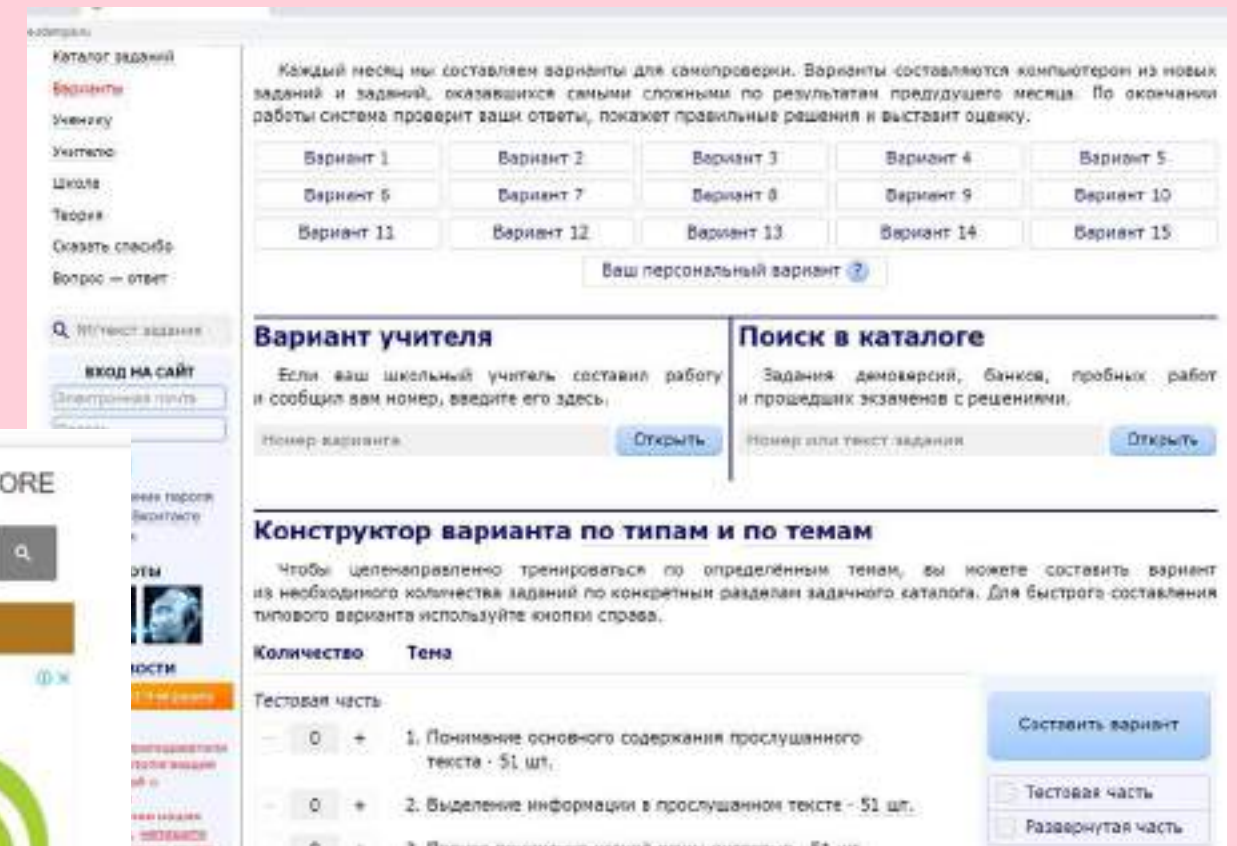 Каталог заданий
Варианты
Ученику
Учителю
Школа
Теория
Сказать спасибо
Вопрос — ответ
№/текст задания
ВХОД НА САЙТ
Электронная почта
Каждый месяц мы составляем варианты для самопроверки. Варианты составляются компьютером из новых
заданий и заданий, оказавшихся самыми сложными по результатам предудущего месяца. По окончании
работы система проверит ваши ответы, покажет правильные решения и выставит оценку.
Вариант 1 Вариант 2 Вариант 3 Вариант 4 Вариант 5
Вариант 6 Вариант 7 Вариант 8 Вариант 9 Вариант 10
Вариант 11 Вариант 12 Вариант 13 Вариант 14 Вариант 15
Ваш персональный вариант ?
Вариант учителя
Если ваш школьный учитель составил работу
и сообщил вам номер, введите его здесь.
Номер варианта Открыть
Поиск в каталоге
Задания демоверсий, банков, пробных работ
и прошедших экзаменов с решениями.
Номер или текст задания Открыть
ORE
пароля
Вконтакте
Конструктор варианта по типам и по темам
Чтобы целенаправленно тренироваться по определённым темам, вы можете составить вариант
из необходимого количества заданий по конкретным разделам задачного каталога. Для быстрого составления
типового варианта используйте кнопки справа.
Количество Тема
Тестовая часть
- 0 + 1. Понимание основного содержания прослушанного
текста - 51 шт.
- 0 + 2. Выделение информации в прослушанном тексте - 51 шт.
Составить вариант
Тестовая часть
Развернутая часть